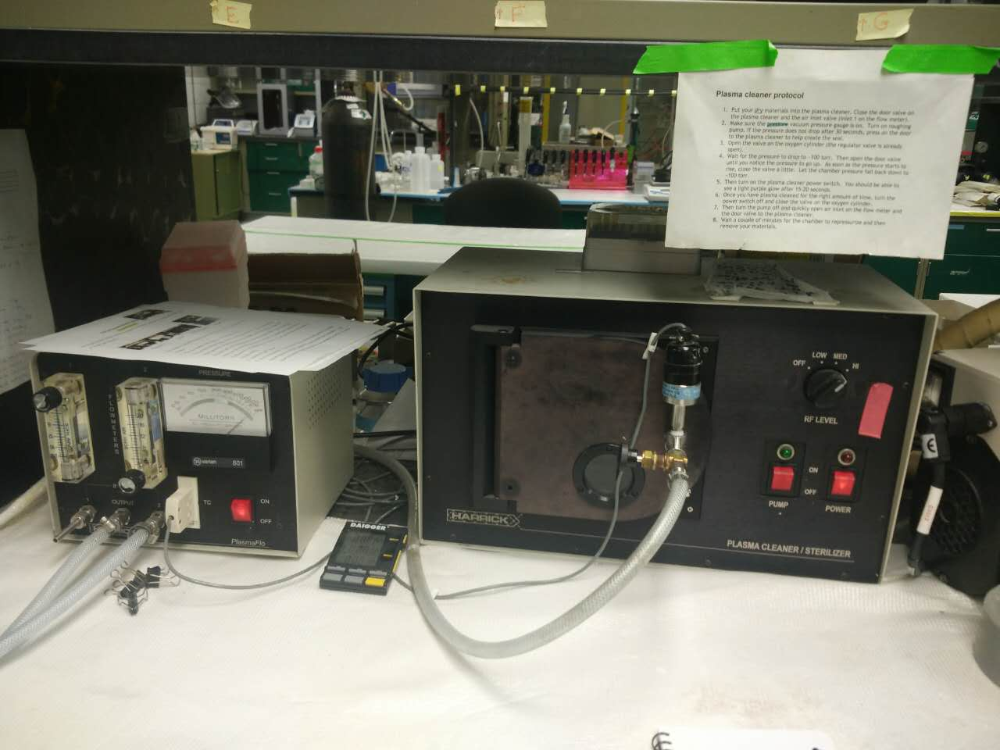 E
F
G
Plasma cleaner protocol
1. Put your dry materials into the plasma cleaner. Close the door valve on
the plasma cleaner and the air inlet valve (inlet 1 on the flow meter).
2. Make sure the vacuum pressure gauge is on. Turn on roughing
pump. If the pressure does not drop after 30 seconds, press on the door
to the plasma cleaner to help create the seal.
3. Open the valve on the oxygen cylinder (the regulator valve is already
open).
4. Wait for the pressure to drop to ~100 torr. Then open the door valve
until you notice the pressure to go up. As soon as the pressure starts to
rise, close the valve a little. Let the chamber pressure fall back down to
~100 torr.
5. Then turn on the plasma cleaner power switch. You should be able to
see a light purple glow after 15-20 seconds.
6. Once you have plasma cleaned for the right amount of time, turn the
power switch off and close the valve on the oxygen cylinder.
7. Then turn the pump off and quickly open air inlet on the flow meter and
the door valve to the plasma cleaner.
8. Wait a couple of minutes for the chamber to repressurize and then
remove your materials.
PRESSURE
FLOWMETERS
MILLITORR
varian 801
OUTPUT
TC
ON
OFF
PlasmaFlo
DAIGGER
OFF LOW MED HI
RF LEVEL
ON
OFF
PUMP
POWER
HARRICK
PLASMA CLEANER / STERILIZER